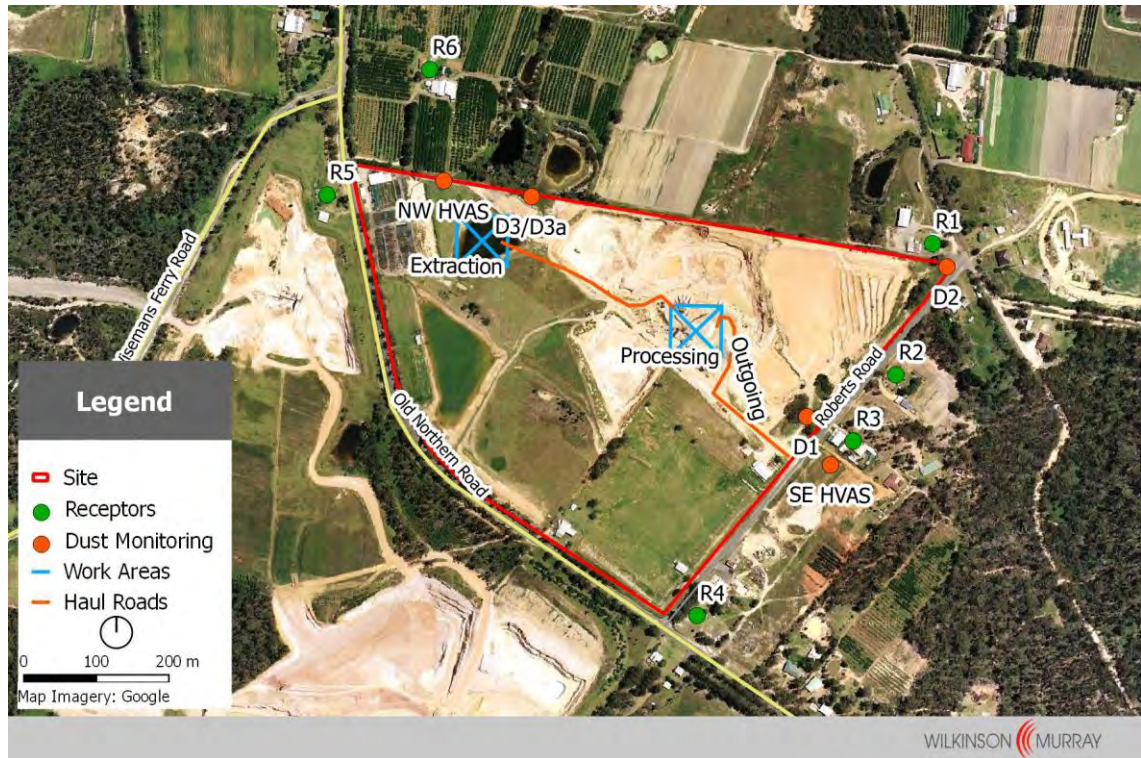 R6
R5
NW HVAS
D3/D3a
Extraction
R1
D2
isemans Ferry Road
Processing
Outgoing
Roberts Road
R2
R3
D1
SE HVAS
Old Northern Road
R4
Legend
Site
Receptors
Dust Monitoring
Work Areas
Haul Roads
0 100 200 m
Map Imagery: Google
WILKINSON MURRAY